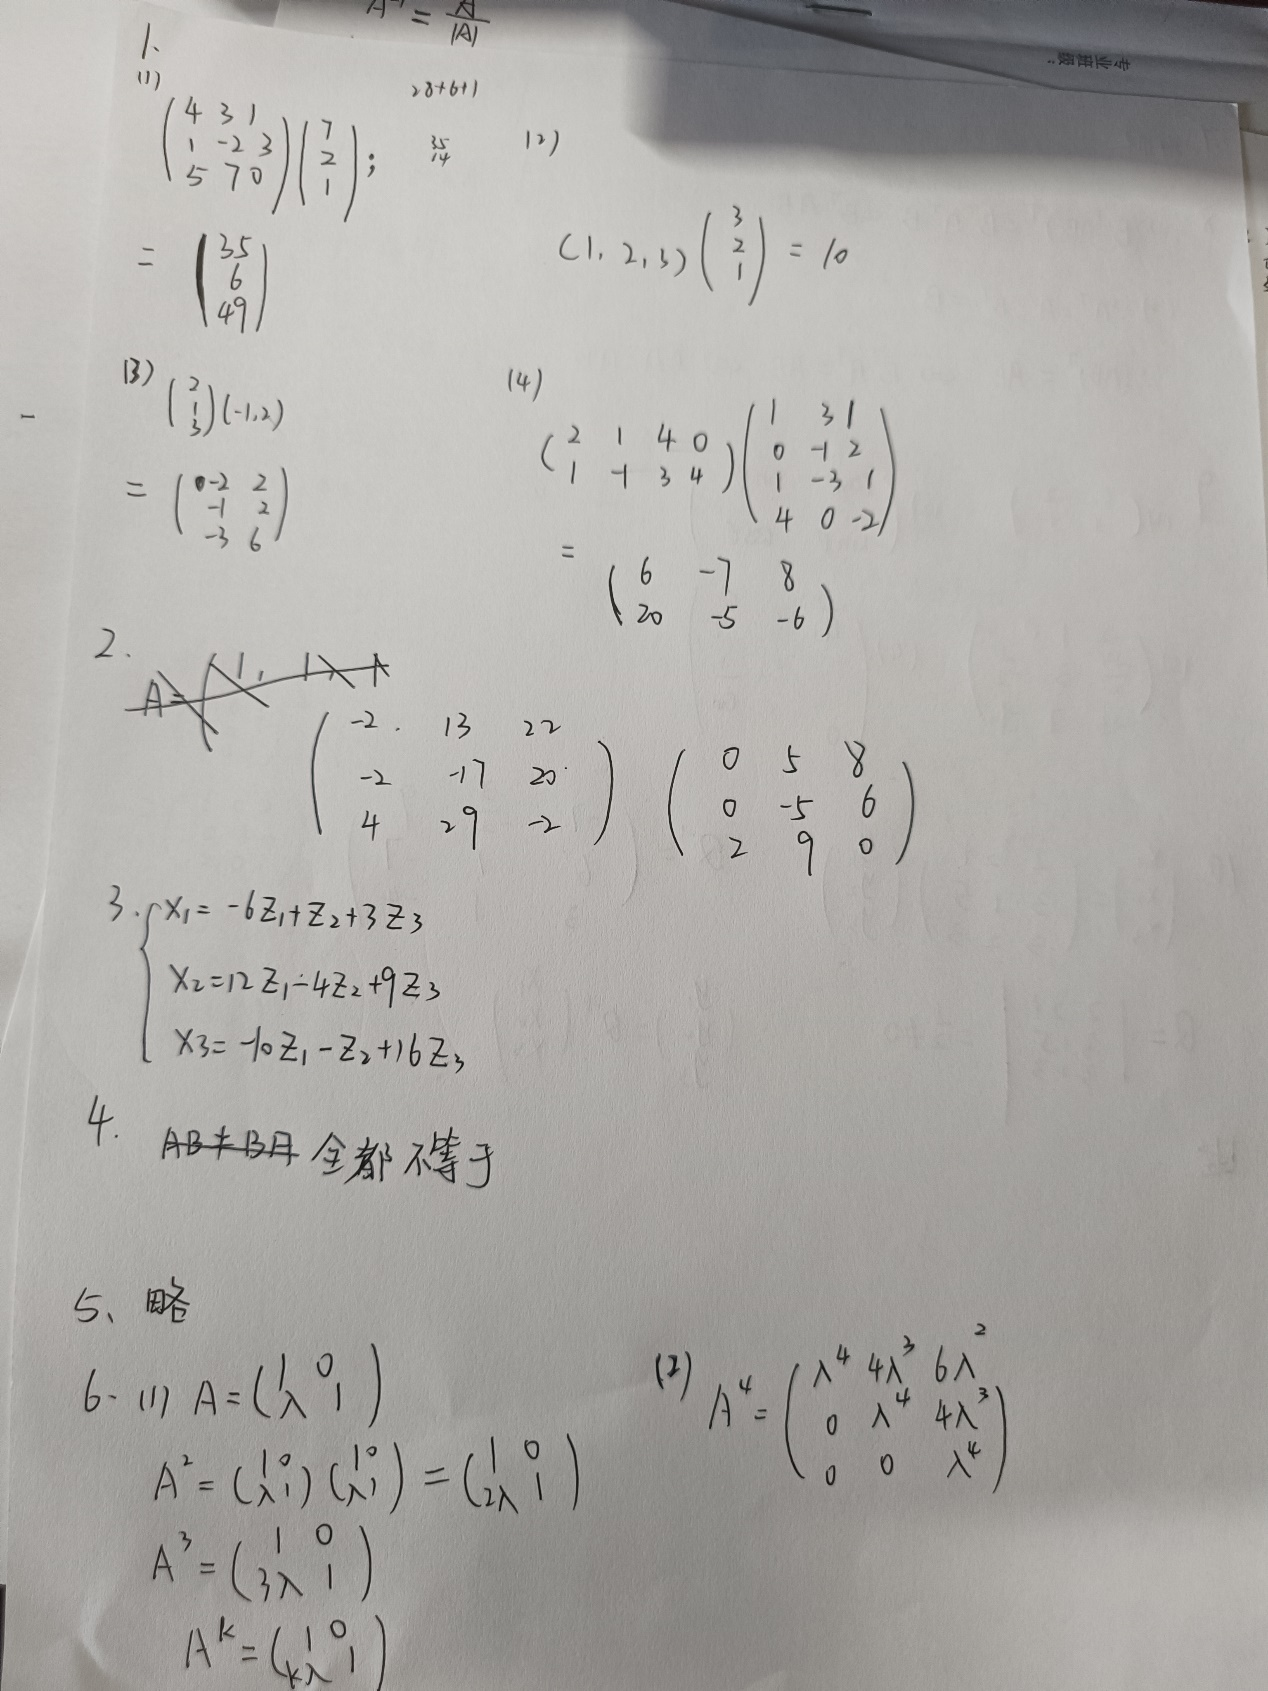 A⁻¹ = A/|A|
专业班级:
1.
(1)
28+6+1
(4 3 1
1 -2 3
5 7 0) (7
2
1);
35
14
= (35
6
49)
(2)
(1, 2, 3) (3
2
1) = 10
(3) (2
1
3) (-1, 2)
= (-2 2
-1 2
-3 6)
(4)
(2 1 4 0
1 -1 3 4) (1 3 1
0 -1 2
1 -3 1
4 0 -2)
= (6 -7 8
20 -5 -6)
2.
(-2 13 22
-2 -17 20
4 29 -2) (0 5 8
0 -5 6
2 9 0)
3. { x₁= -6z₁+z₂+3z₃
x₂=12z₁-4z₂+9z₃
x₃=-10z₁-z₂+16z₃
4. AB≠BA 全都不等于
5、略
6. (1) A=(1 0
λ 1)
A²=(1 0
λ 1)(1 0
λ 1)=(1 0
2λ 1)
A³=(1 0
3λ 1)
Aᵏ=(1 0
kλ 1)
(2) A⁴=(λ⁴ 4λ³ 6λ²
0 λ⁴ 4λ³
0 0 λ⁴)